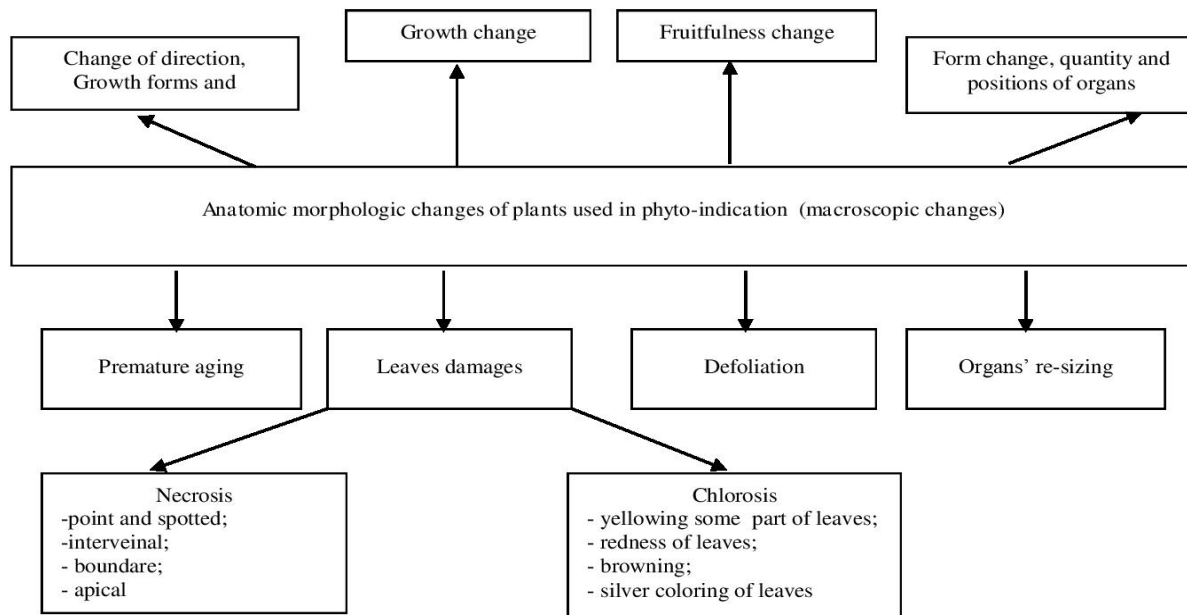 Change of direction,
Growth forms and
Growth change
Fruitfulness change
Form change, quantity and
positions of organs
Anatomic morphologic changes of plants used in phyto-indication (macroscopic changes)
Premature aging
Leaves damages
Defoliation
Organs' re-sizing
Necrosis
-point and spotted;
-interveinal;
- boundare;
- apical
Chlorosis
- yellowing some part of leaves;
- redness of leaves;
- browning;
- silver coloring of leaves